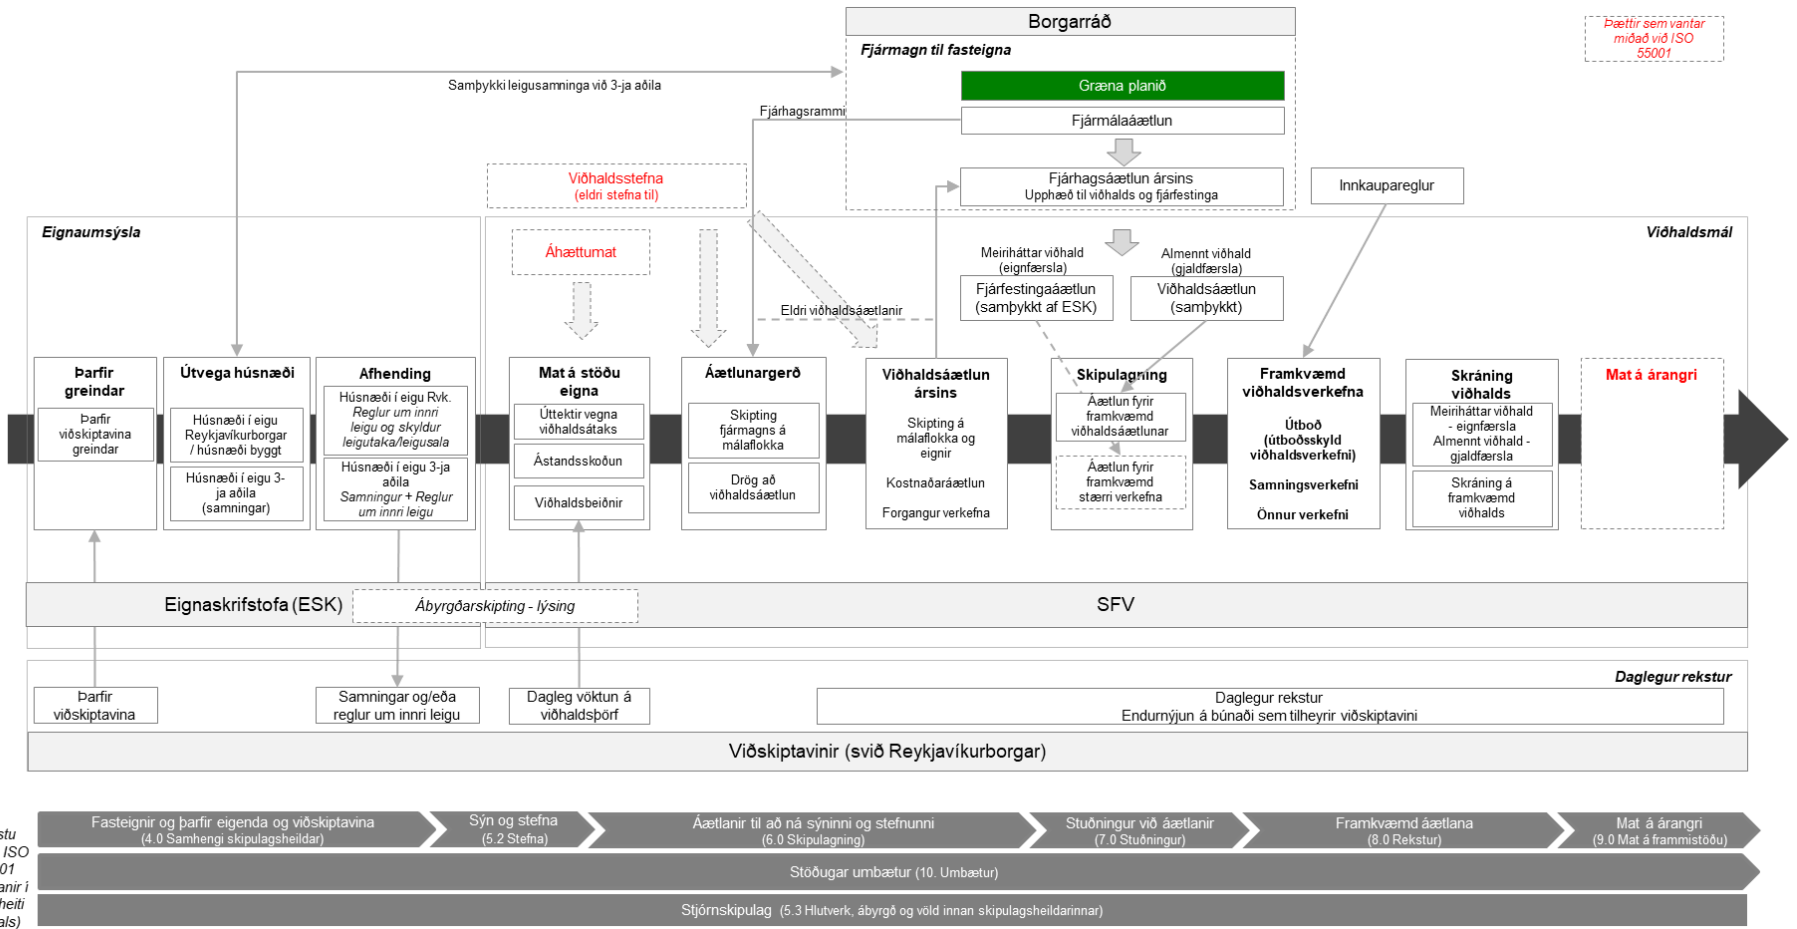 Borgarráð
Fjármagn til fasteigna
Þættir sem vantar
miðað við ISO
55001
Græna planið
Samþykki leigusamninga við 3-ja aðila
Fjárhagsrammi
Fjármálaáætlun
Viðhaldsstefna
(eldri stefna til)
Fjárhagsáætlun ársins
Upphæð til viðhalds og fjárfestinga
Innkaupareglur
Eignaumsýsla
Viðhaldsmál
Áhættumat
Meiriháttar viðhald
(eignfærsla)
Almennt viðhald
(gjaldfærsla)
Fjárfestingaáætlun
(samþykkt af ESK)
Viðhaldsáætlun
(samþykkt)
Eldri viðhaldsáætlanir
Þarfir
greindar
Þarfir
viðskiptavina
greindar
Útvega húsnæði
Húsnæði í eigu
Reykjavíkurborgar
/ húsnæði byggt
Húsnæði í eigu 3-
ja aðila
(samningar)
Afhending
Húsnæði í eigu Rvk.
Reglur um innri
leigu og skyldur
leigutaka/leigusala
Húsnæði í eigu 3-ja
aðila
Samningur + Reglur
um innri leigu
Mat á stöðu
eigna
Úttektir vegna
viðhaldsátaks
Ástandsskoðun
Viðhaldsbeiðnir
Áætlunargerð
Skipting
fjármagns á
málaflokka
Drög að
viðhaldsáætlun
Viðhaldsáætlun
ársins
Skipting á
málaflokka og
eignir
Kostnaðaráætlun
Forgangur verkefna
Skipulagning
Áætlun fyrir
framkvæmd
viðhaldsáætlunar
Áætlun fyrir
framkvæmd
stærri verkefna
Framkvæmd
viðhaldsverkefna
Útboð
(útboðsskyld
viðhaldsverkefni)
Samningsverkefni
Önnur verkefni
Skráning
viðhalds
Meiriháttar viðhald
- eignfærsla
Almennt viðhald -
gjaldfærsla
Skráning á
framkvæmd
viðhalds
Mat á árangri
Eignaskrifstofa (ESK)
Ábyrgðarskipting - lýsing
SFV
Daglegur rekstur
Þarfir
viðskiptavina
Samningar og/eða
reglur um innri leigu
Dagleg vöktun á
viðhaldsþörf
Daglegur rekstur
Endurnýjun á búnaði sem tilheyrir viðskiptavini
Viðskiptavinir (svið Reykjavíkurborgar)
stu
ISO
01
anir í
heiti
als)
Fasteignir og þarfir eigenda og viðskiptavina
(4.0 Samhengi skipulagsheildar)
Sýn og stefna
(5.2 Stefna)
Áætlanir til að ná sýninni og stefnunni
(6.0 Skipulagning)
Stuðningur við áætlanir
(7.0 Stuðningur)
Framkvæmd áætlana
(8.0 Rekstur)
Mat á árangri
(9.0 Mat á frammistöðu)
Stöðugar umbætur (10. Umbætur)
Stjórnskipulag (5.3 Hlutverk, ábyrgð og völd innan skipulagsheildarinnar)